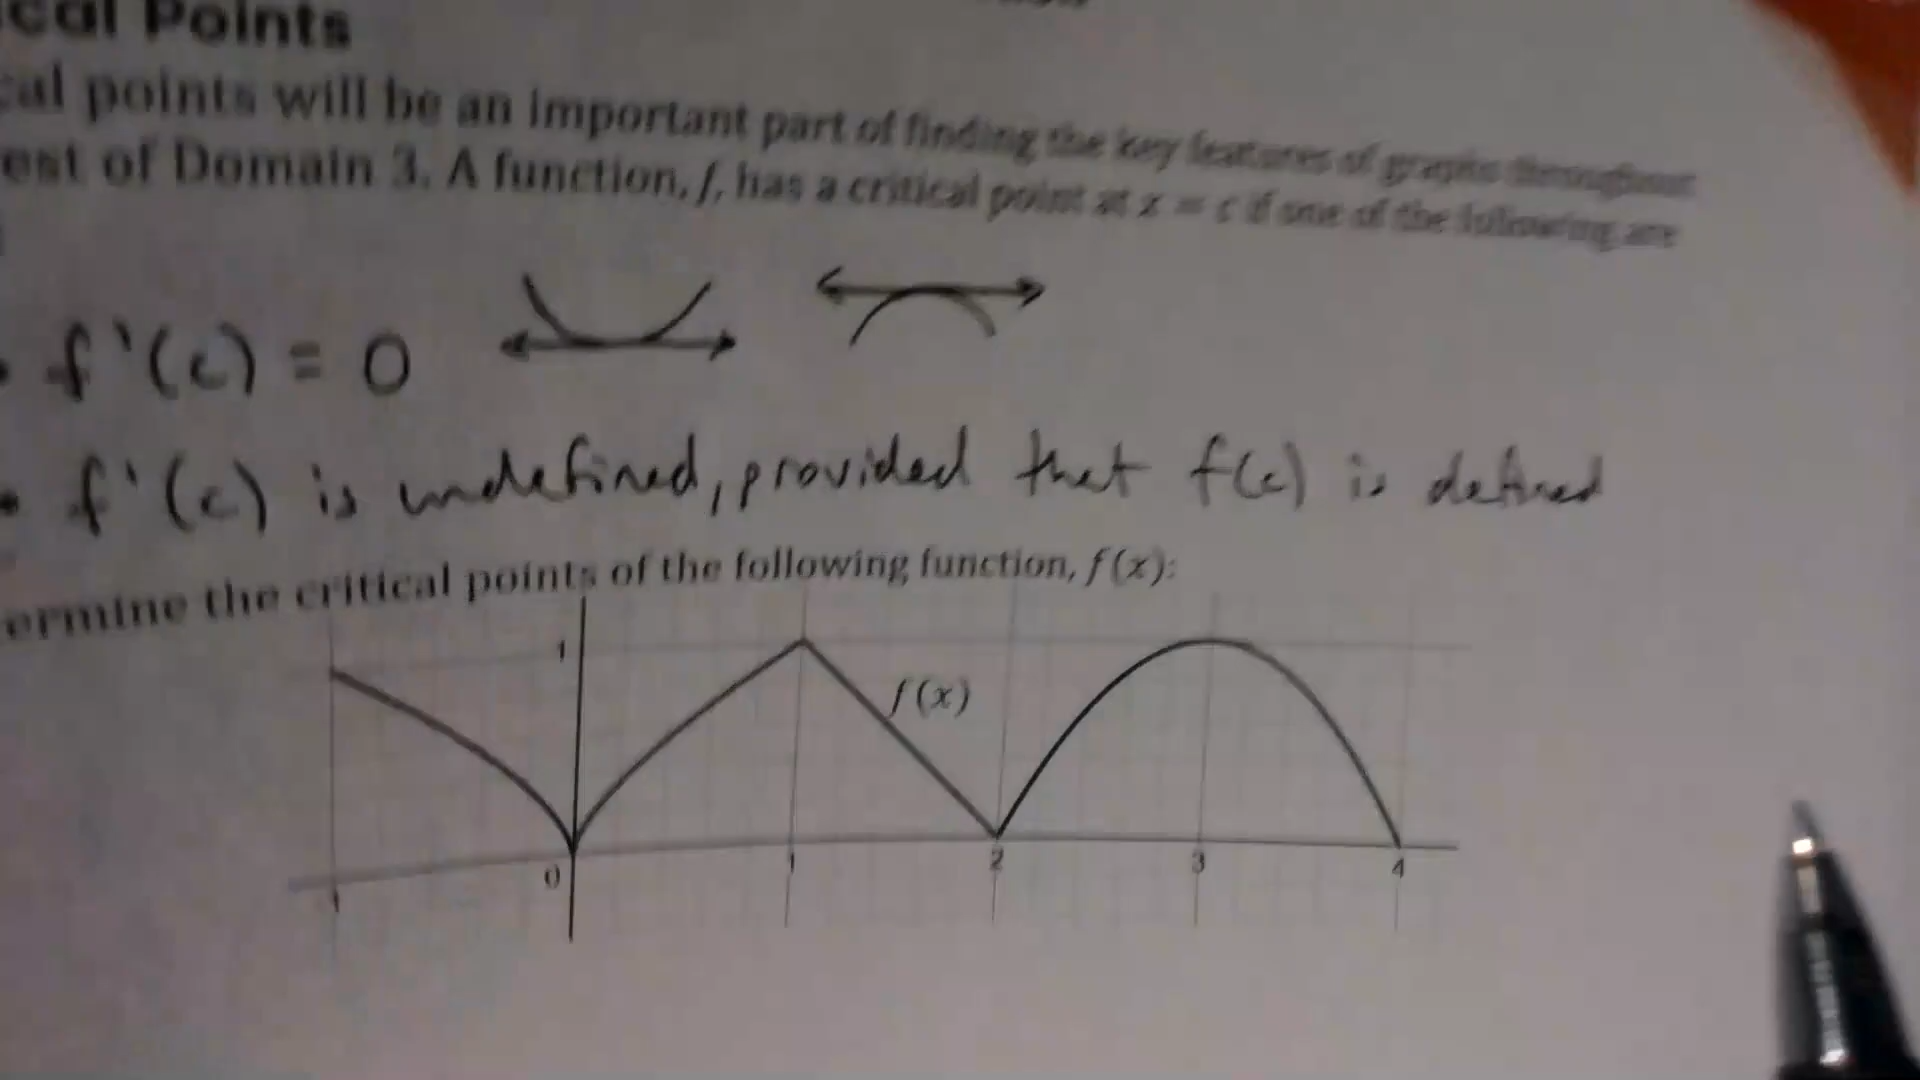 cal Points
cal points will be an important part of finding the key features of graphs throughout
est of Domain 3. A function, f, has a critical point at x = c if one of the following are
• f'(c) = 0
• f'(c) is undefined, provided that f(c) is defined
ermine the critical points of the following function, f(x):
1
f(x)
0 1 2 3 4